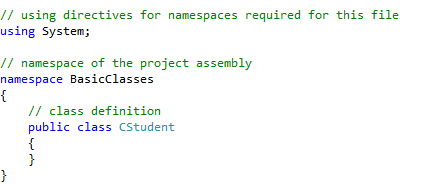 // using directives for namespaces required for this file
using System;
// namespace of the project assembly
namespace BasicClasses
{
// class definition
public class CStudent
{
}
}